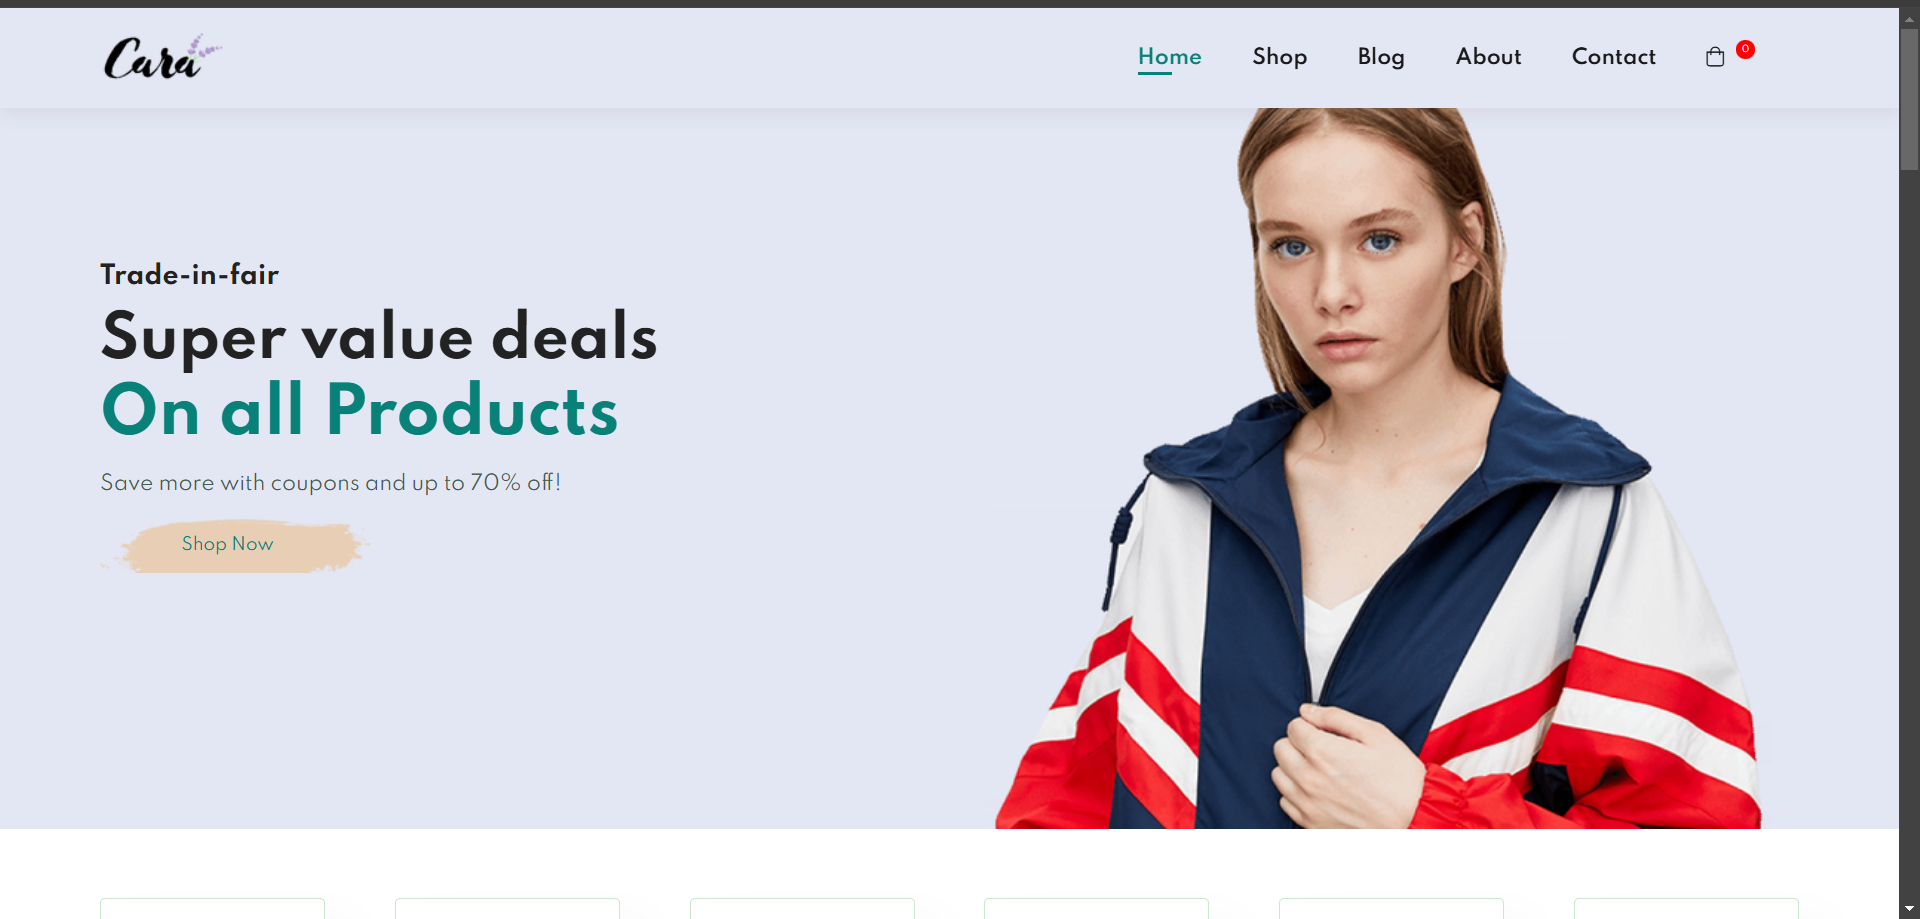 Cara
Home Shop Blog About Contact 0
Trade-in-fair
Super value deals
On all Products
Save more with coupons and up to 70% off!
Shop Now